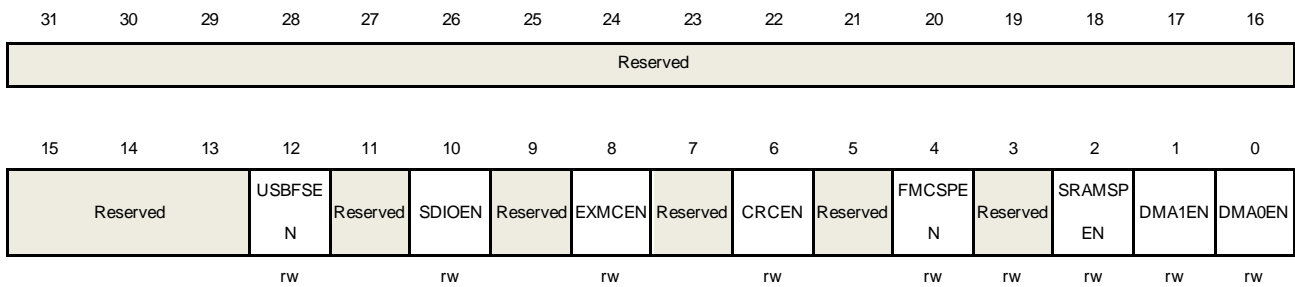 31 30 29 28 27 26 25 24 23 22 21 20 19 18 17 16
Reserved
15 14 13 12 11 10 9 8 7 6 5 4 3 2 1 0
Reserved USBFSE N Reserved SDIOEN Reserved EXMCEN Reserved CRCEN Reserved FMCSPE N Reserved SRAMSP EN DMA1EN DMA0EN
rw rw rw rw rw rw rw rw rw